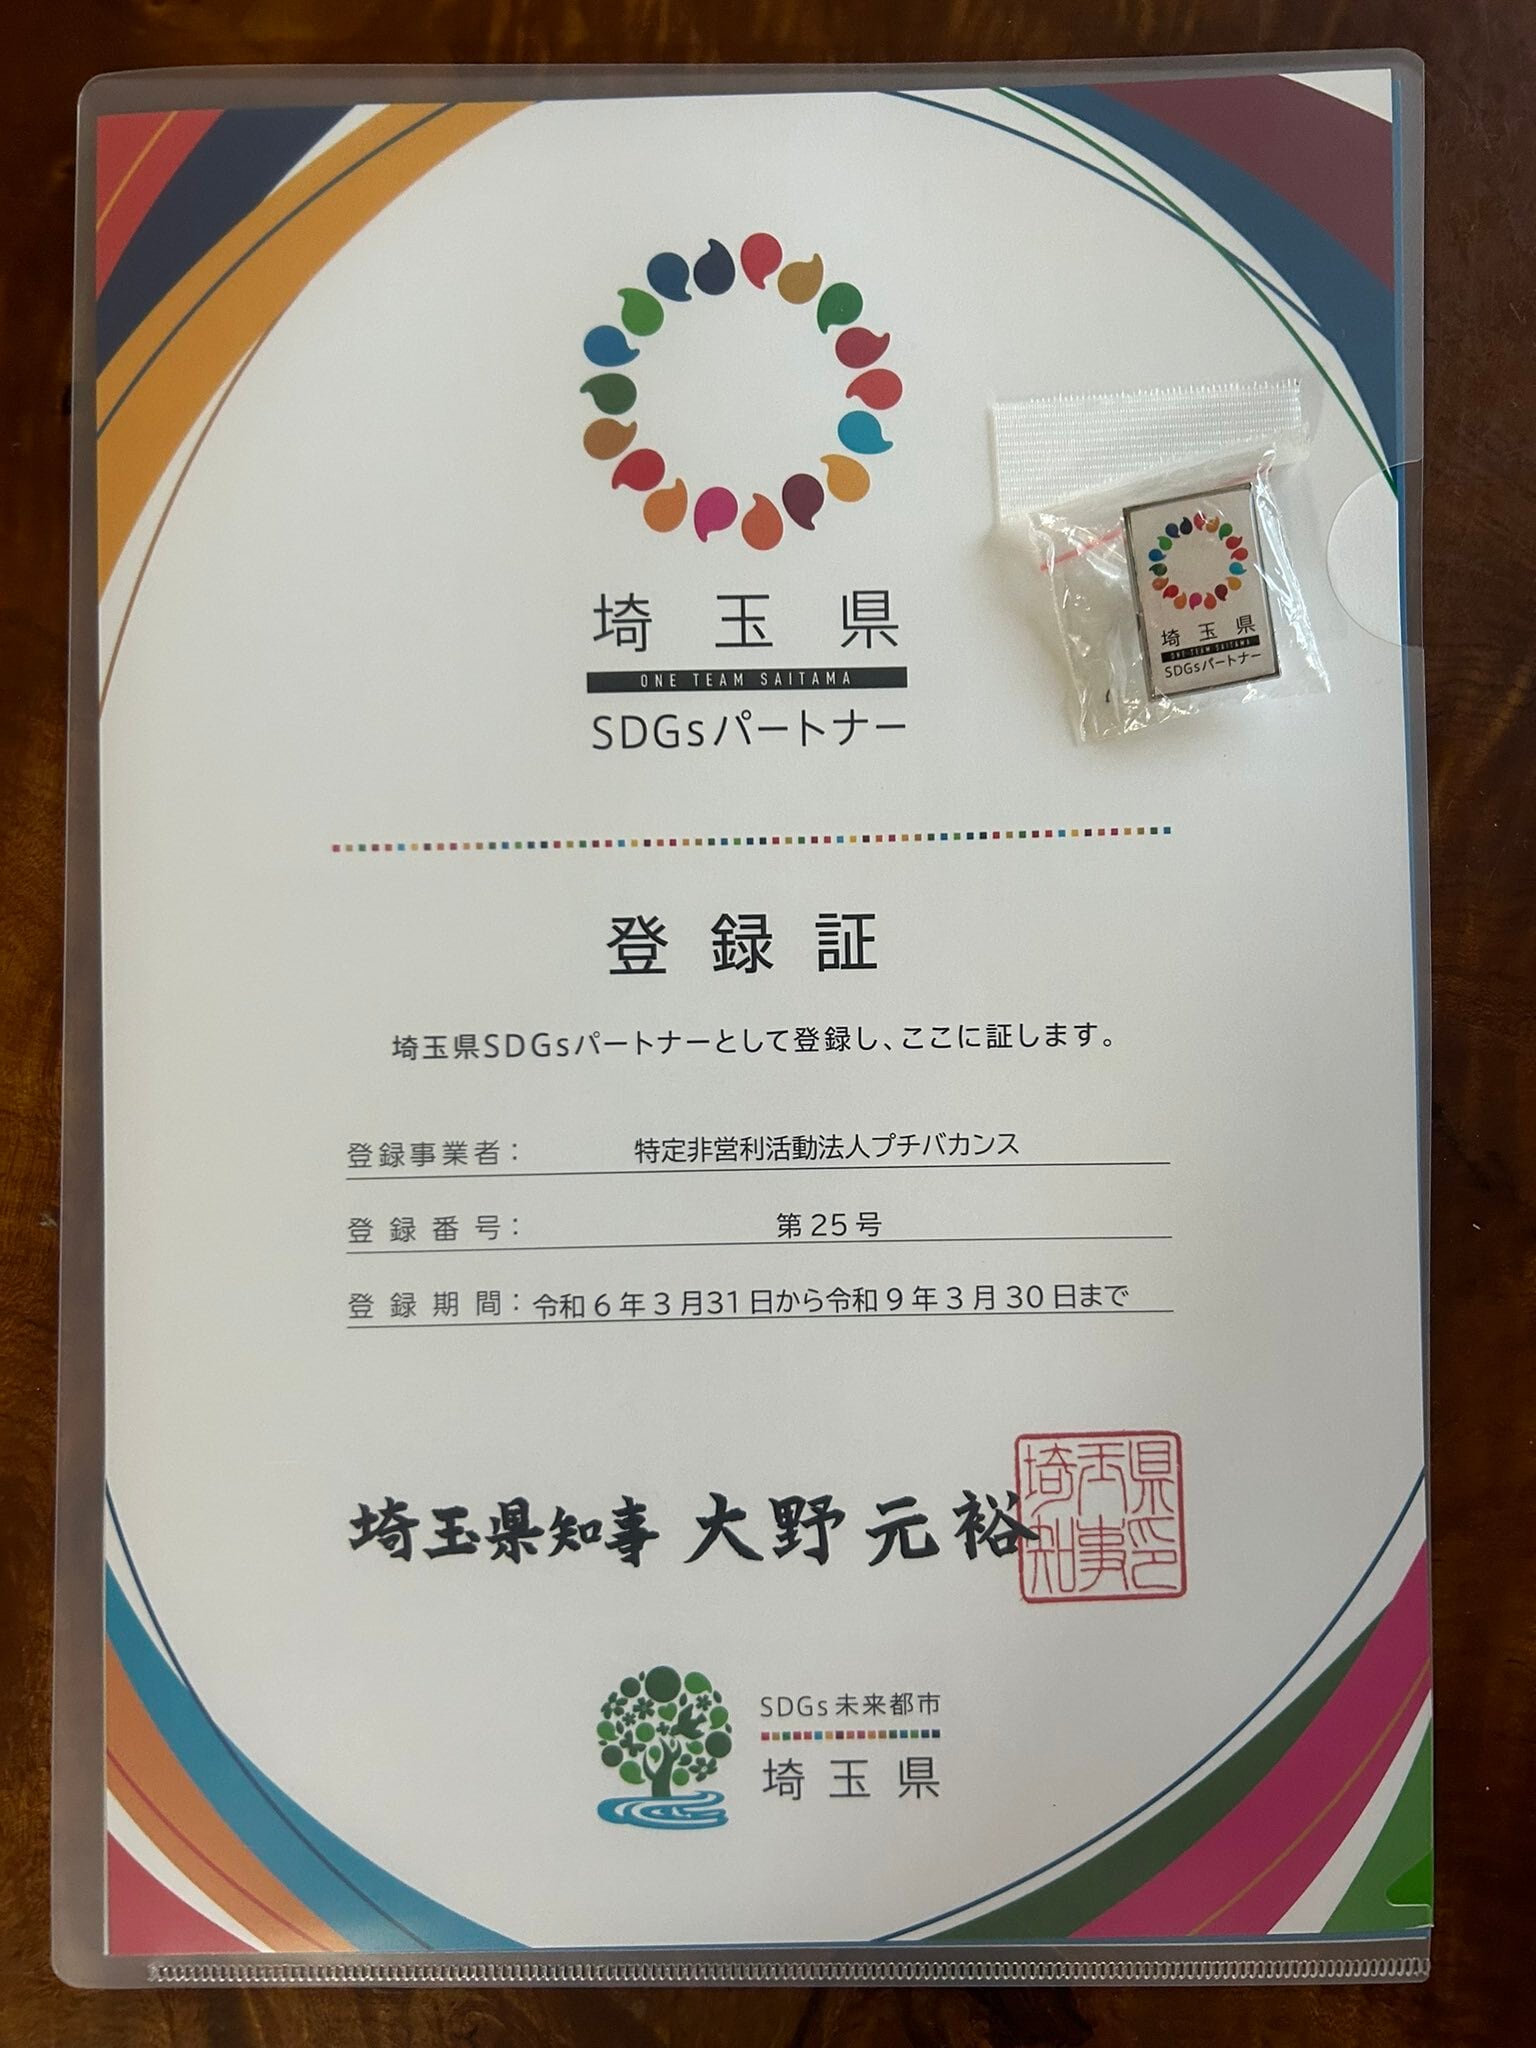 埼玉県
ONE TEAM SAITAMA
SDGsパートナー
埼玉県
ONE TEAM SAITAMA
SDGsパートナー
登録証
埼玉県SDGsパートナーとして登録し、ここに証します。
登録事業者： 特定非営利活動法人プチバカンス
登録番号： 第25号
登録期間：令和6年3月31日から令和9年3月30日まで
埼玉県知事 大野元裕
埼玉県知事印
SDGs未来都市
埼玉県